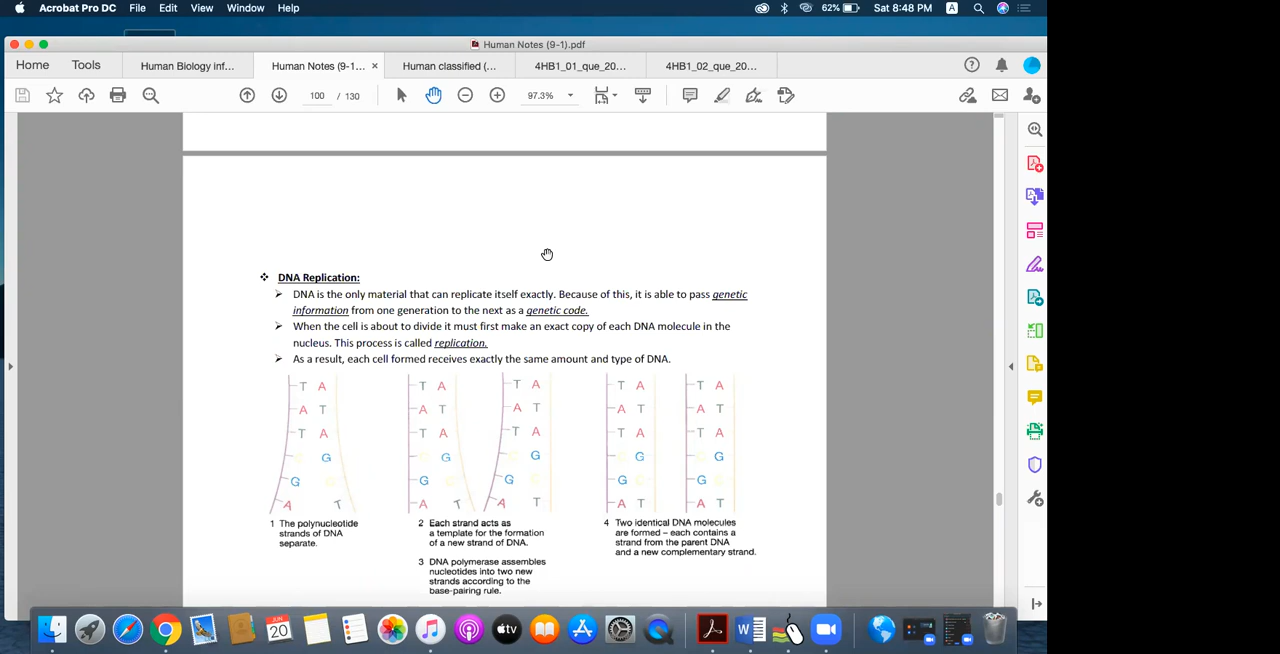 Acrobat Pro DC File Edit View Window Help 62% Sat 8:48 PM A
Human Notes (9-1).pdf
Home Tools Human Biology inf... Human Notes (9-1... × Human classified (... 4HB1_01_que_20... 4HB1_02_que_20...
100 / 130 97.3%
❖ DNA Replication:
➢ DNA is the only material that can replicate itself exactly. Because of this, it is able to pass genetic
information from one generation to the next as a genetic code.
➢ When the cell is about to divide it must first make an exact copy of each DNA molecule in the
nucleus. This process is called replication.
➢ As a result, each cell formed receives exactly the same amount and type of DNA.
T A T A T A T A T A
A T A T A T A T A T
T A T A T A T A T A
G G G G G
G G G G G
A T A T A T A T A T
1 The polynucleotide
strands of DNA
separate.
2 Each strand acts as
a template for the formation
of a new strand of DNA.
3 DNA polymerase assembles
nucleotides into two new
strands according to the
base-pairing rule.
4 Two identical DNA molecules
are formed – each contains a
strand from the parent DNA
and a new complementary strand.
JUN
20
tv
W